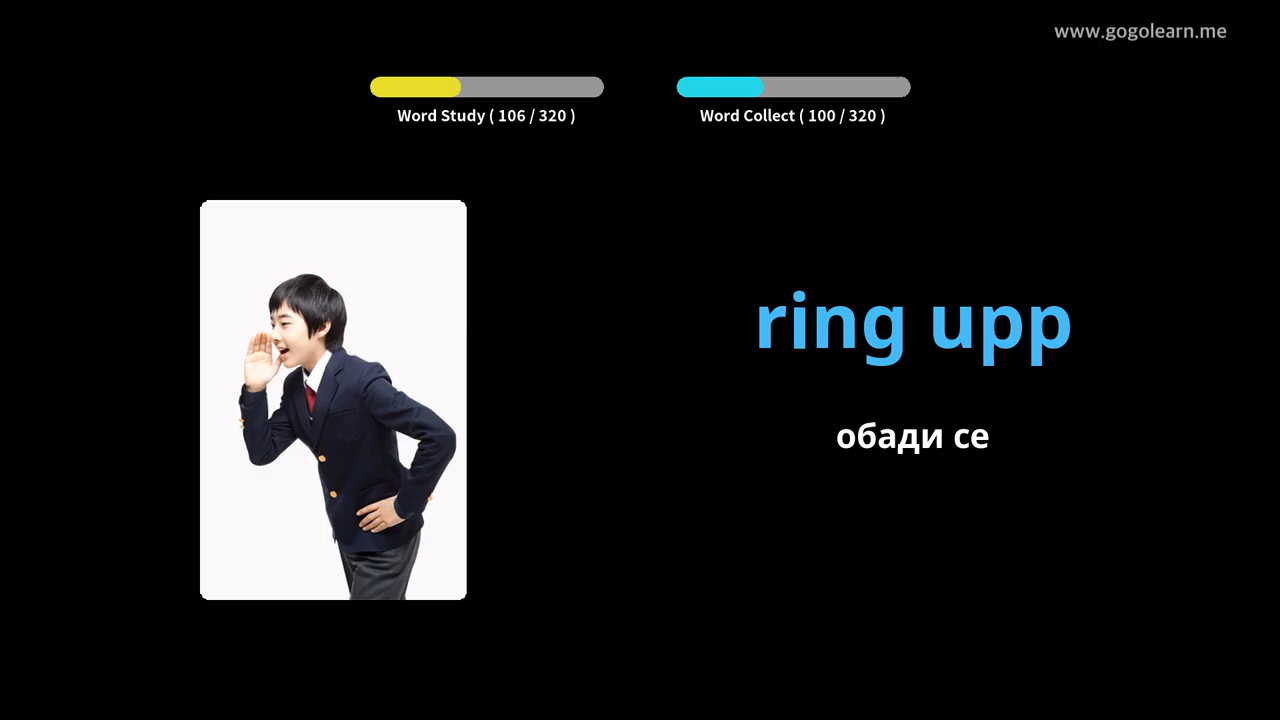 www.gogolearn.me
Word Study ( 106 / 320 )
Word Collect ( 100 / 320 )
ring upp
обади се